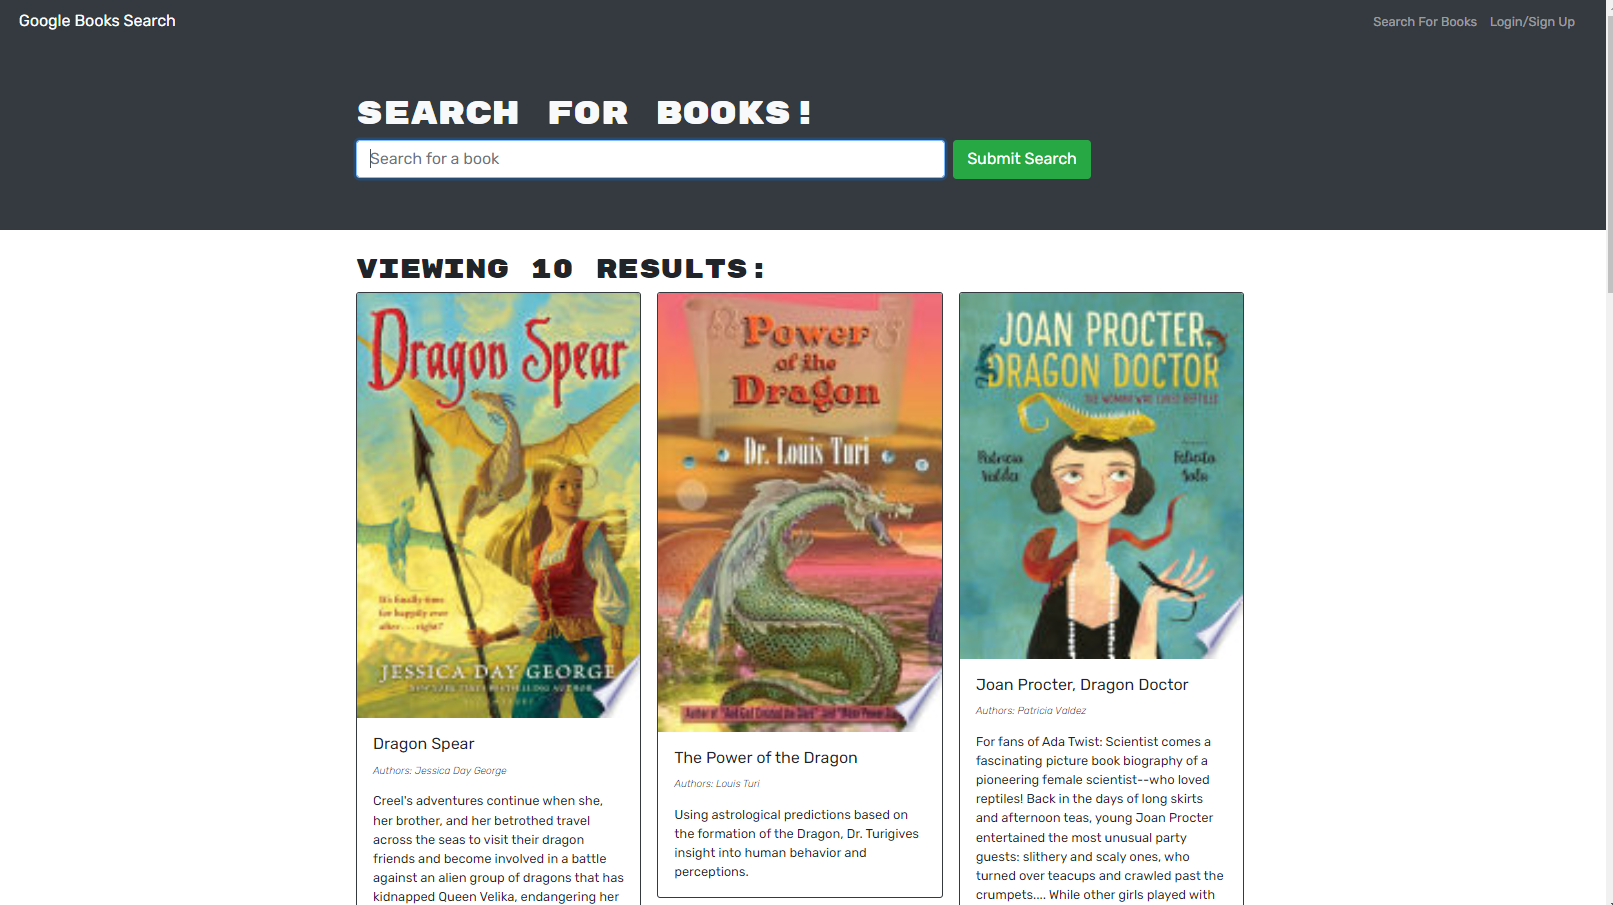 Google Books Search
Search For Books
Login/Sign Up
SEARCH FOR BOOKS!
Search for a book
Submit Search
VIEWING 10 RESULTS:
Dragon Spear
It's finally time
for happily ever
after . . . right?
JESSICA DAY GEORGE
NEW YORK TIMES BESTSELLING AUTHOR
Dragon Spear
Authors: Jessica Day George
Creel's adventures continue when she,
her brother, and her betrothed travel
across the seas to visit their dragon
friends and become involved in a battle
against an alien group of dragons that has
kidnapped Queen Velika, endangering her
Power
of the
Dragon
Dr. Louis Turi
The Power of the Dragon
Authors: Louis Turi
Using astrological predictions based on
the formation of the Dragon, Dr. Turigives
insight into human behavior and
perceptions.
JOAN PROCTER,
DRAGON DOCTOR
THE WOMAN WHO LOVED REPTILES
Patricia
Valdez
Felicita
Sala
Joan Procter, Dragon Doctor
Authors: Patricia Valdez
For fans of Ada Twist: Scientist comes a
fascinating picture book biography of a
pioneering female scientist--who loved
reptiles! Back in the days of long skirts
and afternoon teas, young Joan Procter
entertained the most unusual party
guests: slithery and scaly ones, who
turned over teacups and crawled past the
crumpets.... While other girls played with